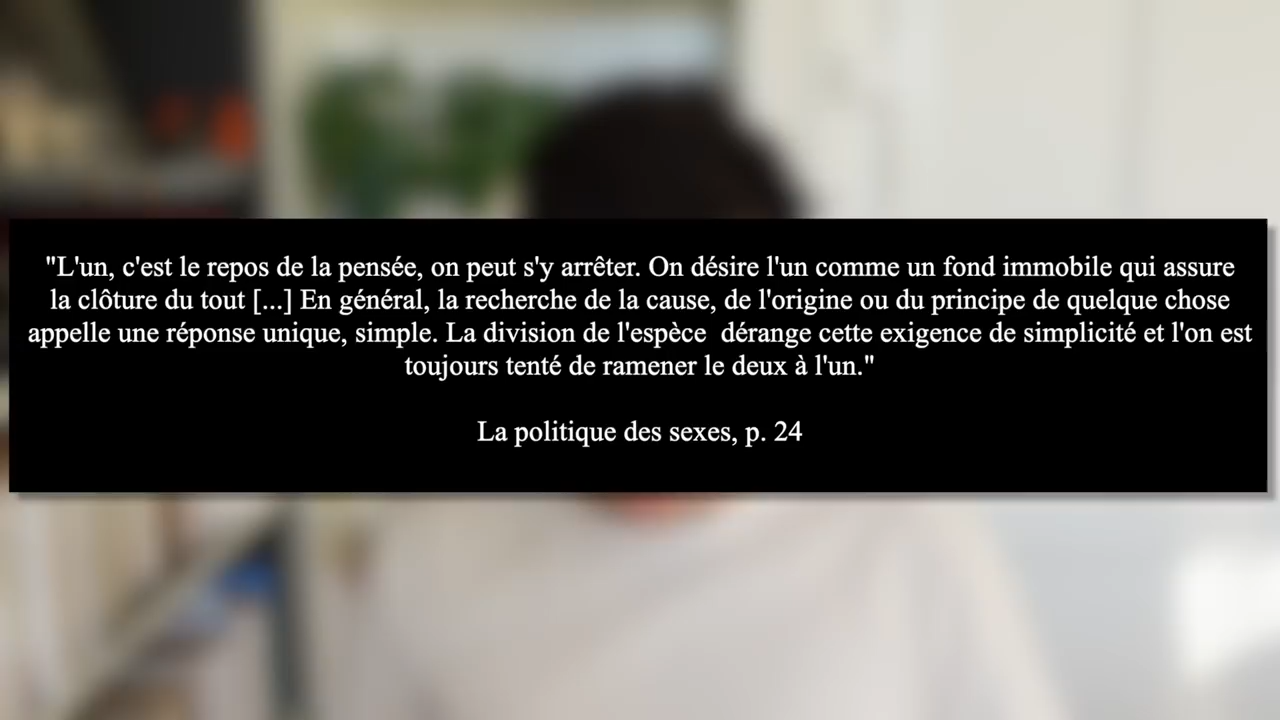 "L'un, c'est le repos de la pensée, on peut s'y arrêter. On désire l'un comme un fond immobile qui assure
la clôture du tout [...] En général, la recherche de la cause, de l'origine ou du principe de quelque chose
appelle une réponse unique, simple. La division de l'espèce  dérange cette exigence de simplicité et l'on est
toujours tenté de ramener le deux à l'un."
La politique des sexes, p. 24